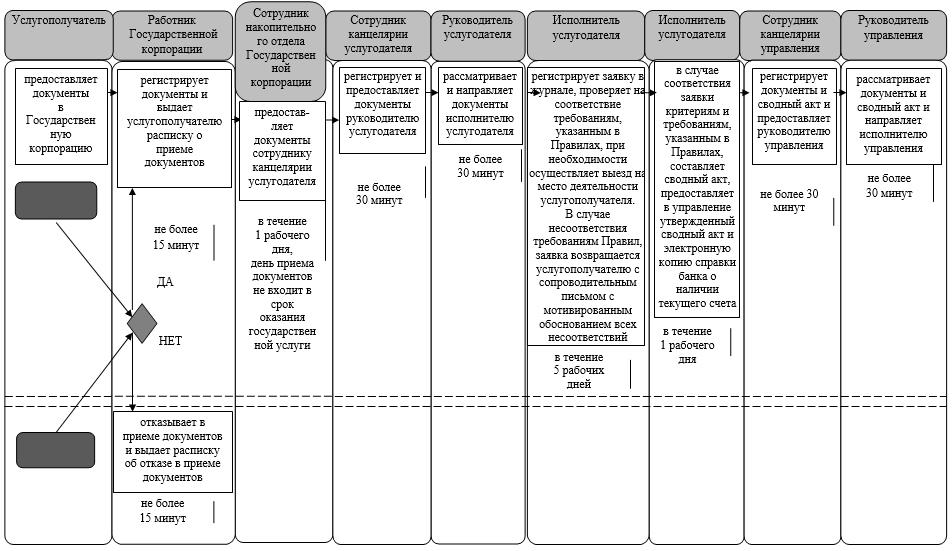 Услугополучатель
Работник
Государственной
корпорации
Сотрудник
накопительно
го отдела
Государствен
ной
корпорации
Сотрудник
канцелярии
услугодателя
Руководитель
услугодателя
Исполнитель
услугодателя
Исполнитель
услугодателя
Сотрудник
канцелярии
управления
Руководитель
управления
предоставляет
документы
в
Государствен
ную
корпорацию
регистрирует
документы и
выдает
услугополучателю
расписку о
приеме
документов
не более
15 минут
ДА
НЕТ
отказывает в
приеме документов
и выдает расписку
об отказе в приеме
документов
не более
15 минут
предостав-
ляет
документы
сотруднику
канцелярии
услугодателя
в течение
1 рабочего
дня,
день приема
документов
не входит в
срок
оказания
государствен
ной услуги
регистрирует и
предоставляет
документы
руководителю
услугодателя
не более
30 минут
рассматривает
и направляет
документы
исполнителю
услугодателя
не более
30 минут
регистрирует заявку в
журнале, проверяет на
соответствие
требованиям,
указанным в
Правилах, при
необходимости
осуществляет выезд на
место деятельности
услугополучателя.
В случае
несоответствия
требованиям Правил,
заявка возвращается
услугополучателю с
сопроводительным
письмом с
мотивированным
обоснованием всех
несоответствий
в течение
5 рабочих
дней
в случае
соответствия
заявки
критериям и
требованиям,
указанным в
Правилах,
составляет
сводный акт,
предоставляет
в управление
утвержденный
сводный акт и
электронную
копию справки
банка о
наличии
текущего счета
в течение
1 рабочего
дня
регистрирует
документы и
сводный акт и
предоставляет
руководителю
управления
не более 30
минут
рассматривает
документы и
сводный акт и
направляет
исполнителю
управления
не более
30 минут